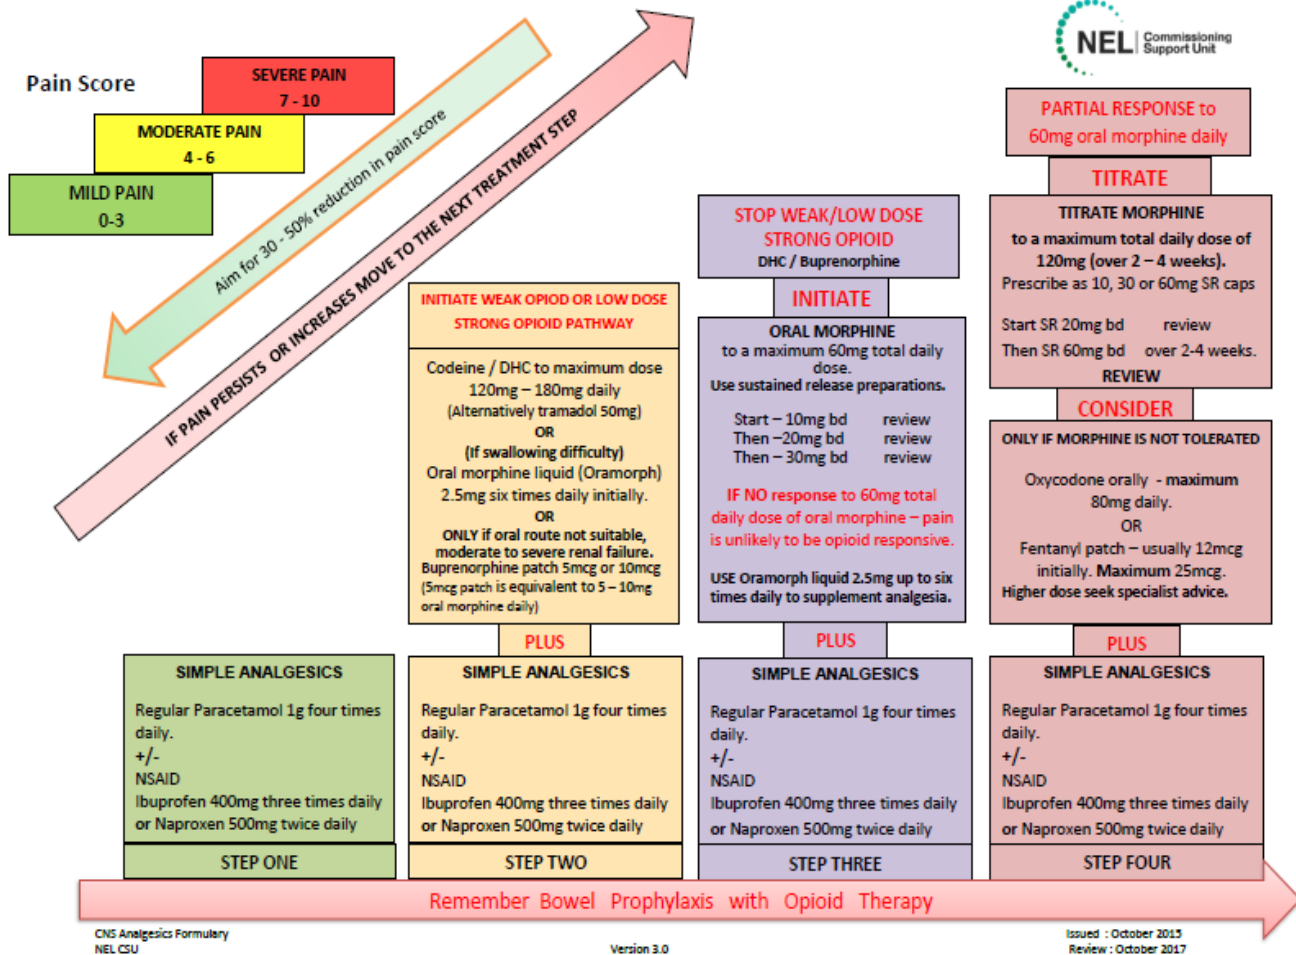 NEL Commissioning
Support Unit
Pain Score
SEVERE PAIN
7 - 10
MODERATE PAIN
4 - 6
MILD PAIN
0-3
Aim for 30 - 50% reduction in pain score
IF PAIN PERSISTS OR INCREASES MOVE TO THE NEXT TREATMENT STEP
INITIATE WEAK OPIOD OR LOW DOSE
STRONG OPIOID PATHWAY
Codeine / DHC to maximum dose
120mg – 180mg daily
(Alternatively tramadol 50mg)
OR
(If swallowing difficulty)
Oral morphine liquid (Oramorph)
2.5mg six times daily initially.
OR
ONLY if oral route not suitable,
moderate to severe renal failure.
Buprenorphine patch 5mcg or 10mcg
(5mcg patch is equivalent to 5 – 10mg
oral morphine daily)
PLUS
STOP WEAK/LOW DOSE
STRONG OPIOID
DHC / Buprenorphine
INITIATE
ORAL MORPHINE
to a maximum 60mg total daily
dose.
Use sustained release preparations.
Start – 10mg bd review
Then –20mg bd review
Then – 30mg bd review
IF NO response to 60mg total
daily dose of oral morphine – pain
is unlikely to be opioid responsive.
USE Oramorph liquid 2.5mg up to six
times daily to supplement analgesia.
PLUS
PARTIAL RESPONSE to
60mg oral morphine daily
TITRATE
TITRATE MORPHINE
to a maximum total daily dose of
120mg (over 2 – 4 weeks).
Prescribe as 10, 30 or 60mg SR caps
Start SR 20mg bd review
Then SR 60mg bd over 2-4 weeks.
REVIEW
CONSIDER
ONLY IF MORPHINE IS NOT TOLERATED
Oxycodone orally - maximum
80mg daily.
OR
Fentanyl patch – usually 12mcg
initially. Maximum 25mcg.
Higher dose seek specialist advice.
PLUS
SIMPLE ANALGESICS
Regular Paracetamol 1g four times
daily.
+/-
NSAID
Ibuprofen 400mg three times daily
or Naproxen 500mg twice daily
STEP ONE
SIMPLE ANALGESICS
Regular Paracetamol 1g four times
daily.
+/-
NSAID
Ibuprofen 400mg three times daily
or Naproxen 500mg twice daily
STEP TWO
SIMPLE ANALGESICS
Regular Paracetamol 1g four times
daily.
+/-
NSAID
Ibuprofen 400mg three times daily
or Naproxen 500mg twice daily
STEP THREE
SIMPLE ANALGESICS
Regular Paracetamol 1g four times
daily.
+/-
NSAID
Ibuprofen 400mg three times daily
or Naproxen 500mg twice daily
STEP FOUR
Remember Bowel Prophylaxis with Opioid Therapy
CNS Analgesics Formulary
NEL CSU
Version 3.0
Issued : October 2015
Review : October 2017